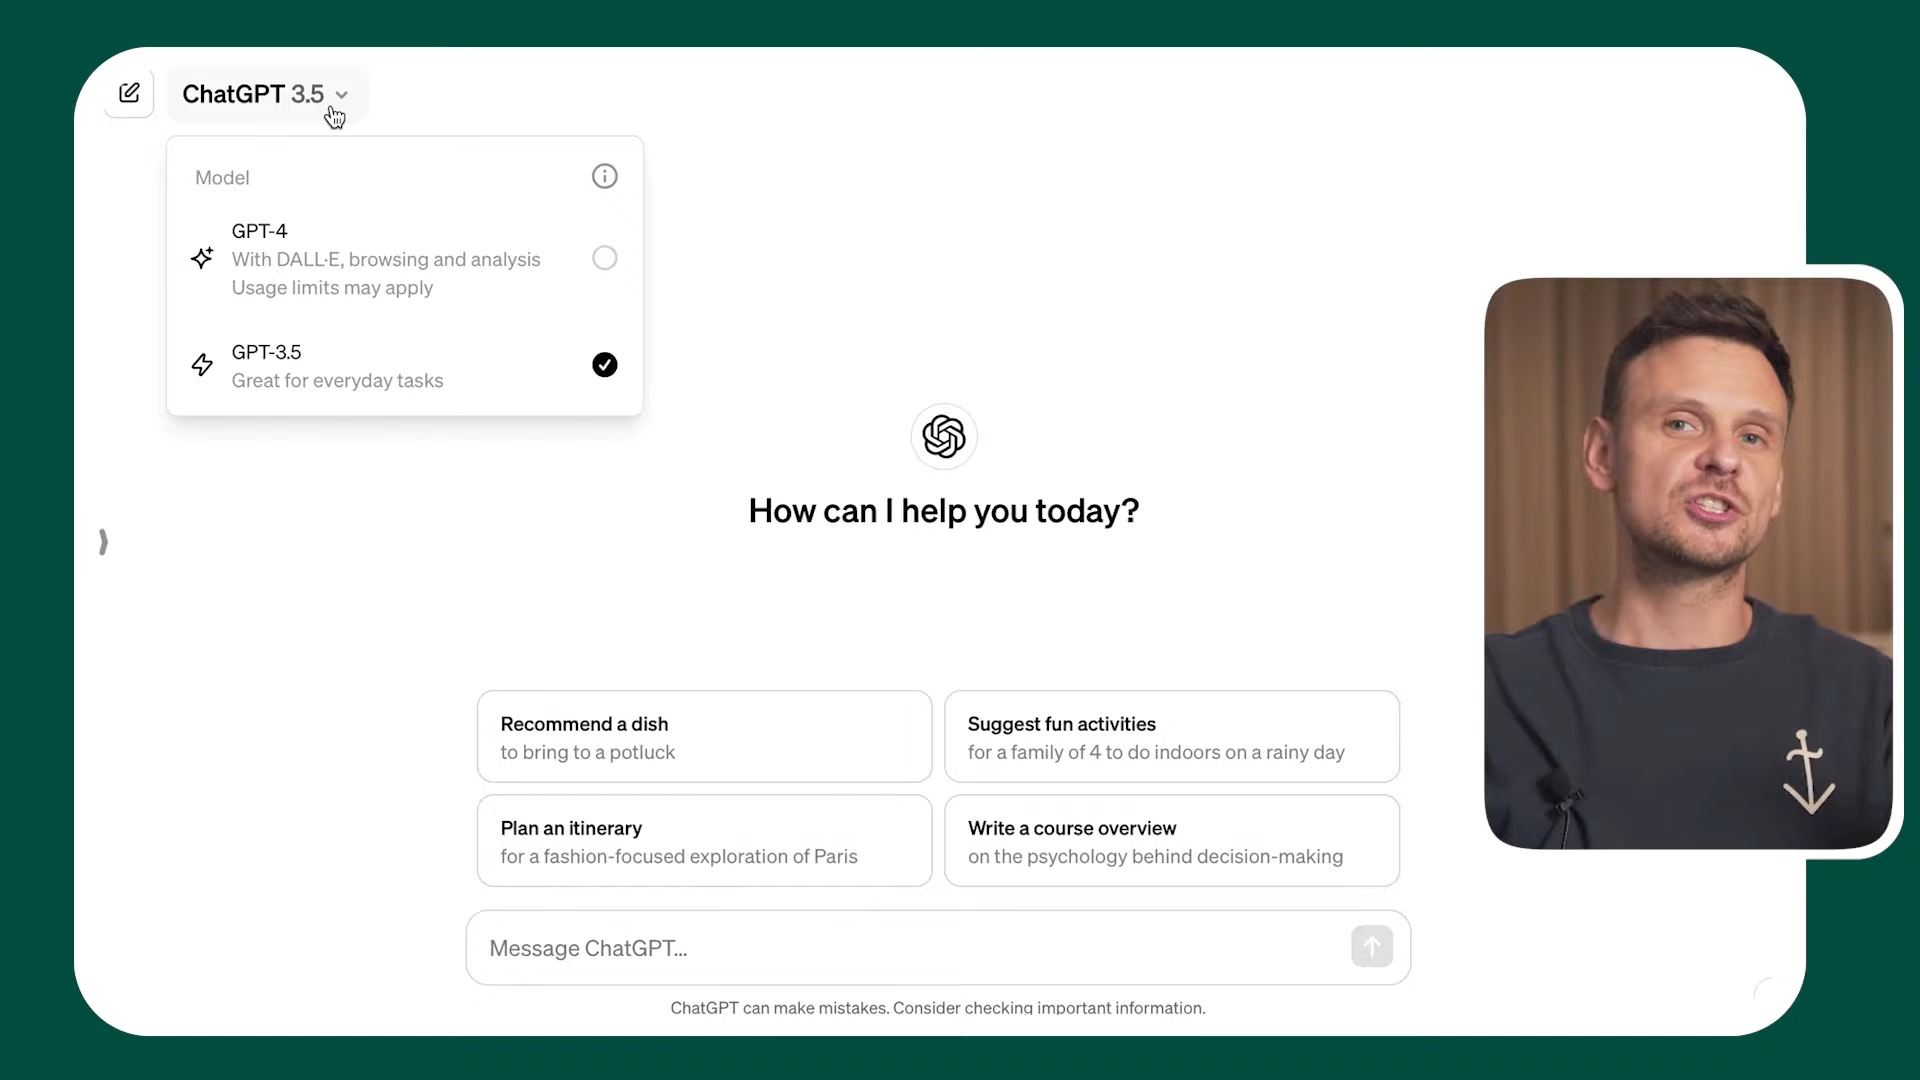 ChatGPT 3.5
Model
GPT-4
With DALL·E, browsing and analysis
Usage limits may apply
GPT-3.5
Great for everyday tasks
How can I help you today?
Recommend a dish
to bring to a potluck
Suggest fun activities
for a family of 4 to do indoors on a rainy day
Plan an itinerary
for a fashion-focused exploration of Paris
Write a course overview
on the psychology behind decision-making
Message ChatGPT...
ChatGPT can make mistakes. Consider checking important information.